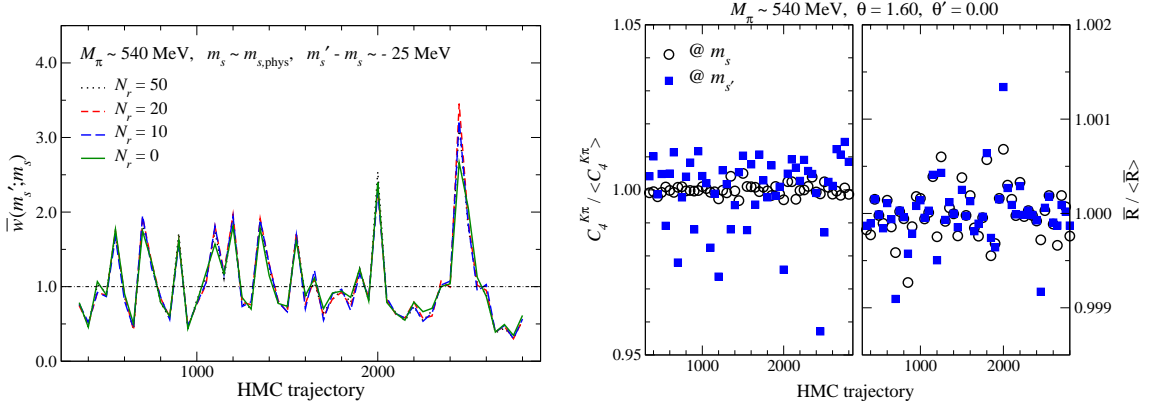 M_π ~ 540 MeV, m_s ~ m_{s,phys}, m_s' - m_s ~ - 25 MeV
N_r = 50
N_r = 20
N_r = 10
N_r = 0
4.0
3.0
2.0
1.0
0.0
w̅(m_s';m_s)
1000
2000
HMC trajectory
M_π ~ 540 MeV, θ = 1.60, θ' = 0.00
1.05
1.00
0.95
C_4^{Kπ} / <C_4^{Kπ}>
@ m_s
@ m_{s'}
1000
2000
1000
2000
HMC trajectory
1.002
1.001
1.000
0.999
R̅ / <R̅>